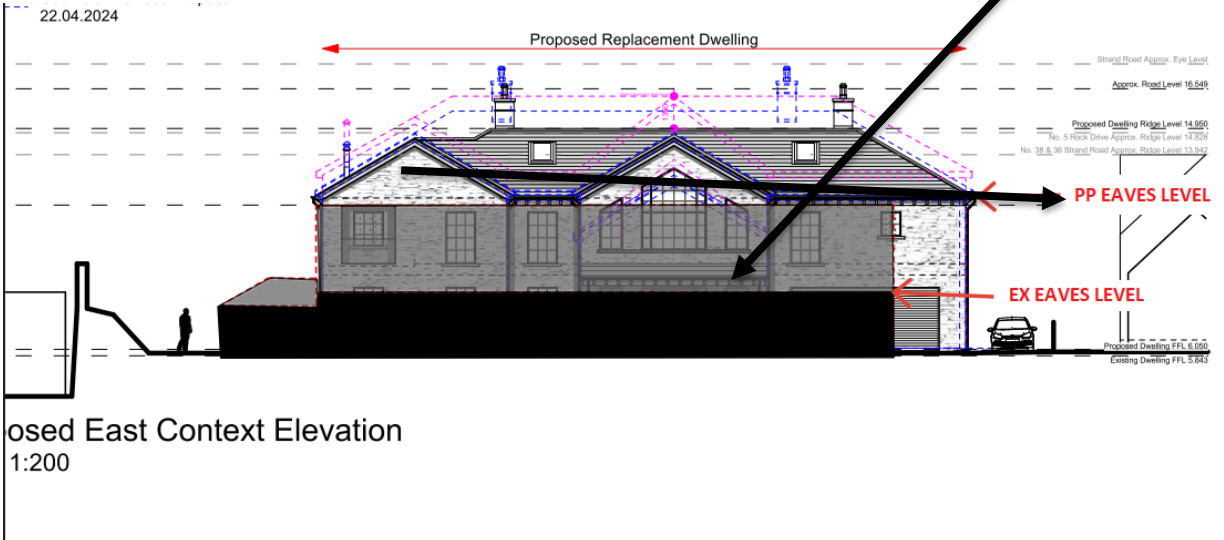 22.04.2024
Proposed Replacement Dwelling
Strand Road Approx. Eye Level
Approx. Road Level 16.549
Proposed Dwelling Ridge Level 14.950
No. 5 Rock Drive Approx. Ridge Level 14.828
No. 38 & 36 Strand Road Approx. Ridge Level 13.942
PP EAVES LEVEL
EX EAVES LEVEL
Proposed Dwelling FFL 6.050
Existing Dwelling FFL 5.843
osed East Context Elevation
1:200